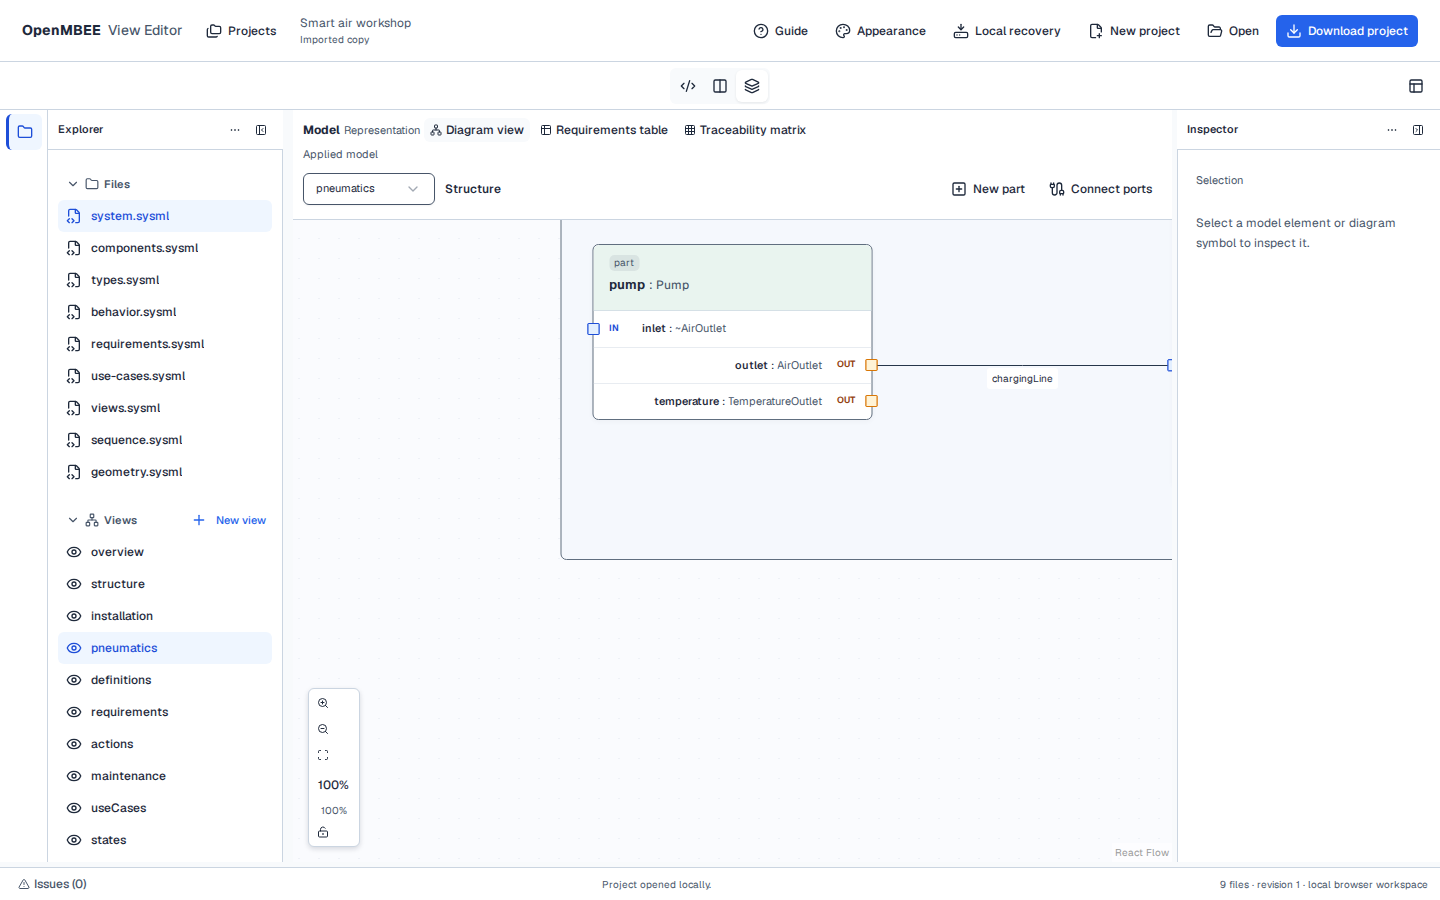 OpenMBEE View Editor
Projects
Smart air workshop
Imported copy
Guide
Appearance
Local recovery
New project
Open
Download project
Explorer
Files
system.sysml
components.sysml
types.sysml
behavior.sysml
requirements.sysml
use-cases.sysml
views.sysml
sequence.sysml
geometry.sysml
Views
New view
overview
structure
installation
pneumatics
definitions
requirements
actions
maintenance
useCases
states
Model Representation Diagram view Requirements table Traceability matrix
Applied model
pneumatics Structure
New part
Connect ports
part
pump : Pump
IN inlet : ~AirOutlet
outlet : AirOutlet OUT
temperature : TemperatureOutlet OUT
chargingLine
100%
100%
React Flow
Inspector
Selection
Select a model element or diagram
symbol to inspect it.
Issues (0)
Project opened locally.
9 files · revision 1 · local browser workspace